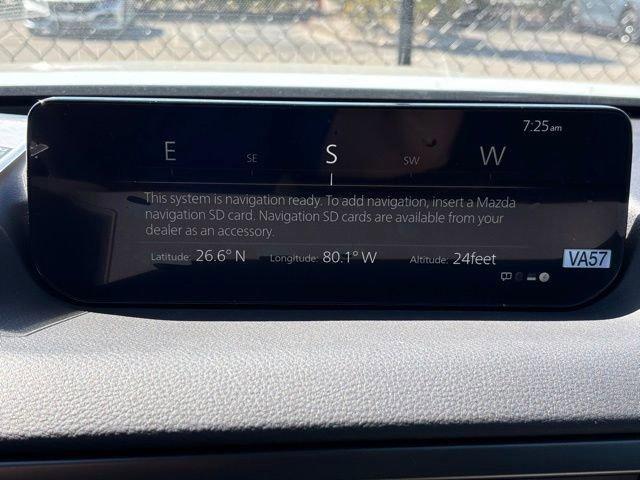 7:25am
E SE S SW W
This system is navigation ready. To add navigation, insert a Mazda
navigation SD card. Navigation SD cards are available from your
dealer as an accessory.
Latitude: 26.6° N Longitude: 80.1° W Altitude: 24feet
VA57